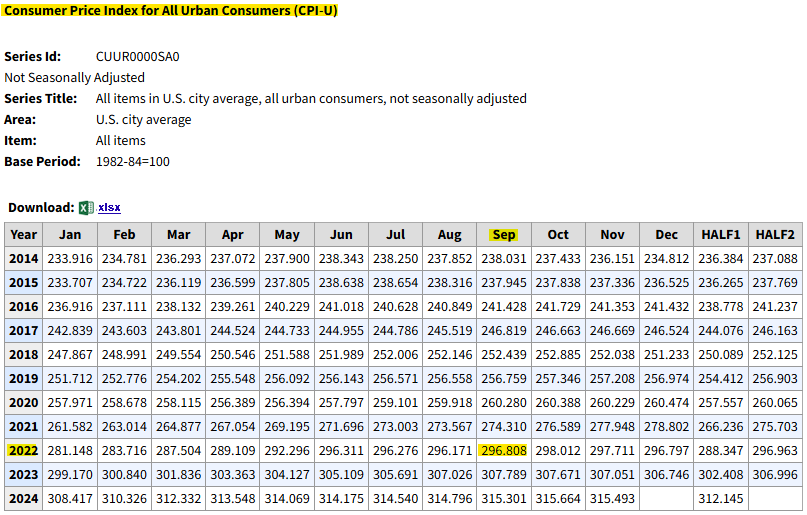 Consumer Price Index for All Urban Consumers (CPI-U)
Series Id: CUUR0000SA0
Not Seasonally Adjusted
Series Title: All items in U.S. city average, all urban consumers, not seasonally adjusted
Area: U.S. city average
Item: All items
Base Period: 1982-84=100
Download: .xlsx
Year Jan Feb Mar Apr May Jun Jul Aug Sep Oct Nov Dec HALF1 HALF2
2014 233.916 234.781 236.293 237.072 237.900 238.343 238.250 237.852 238.031 237.433 236.151 234.812 236.384 237.088
2015 233.707 234.722 236.119 236.599 237.805 238.638 238.654 238.316 237.945 237.838 237.336 236.525 236.265 237.769
2016 236.916 237.111 238.132 239.261 240.229 241.018 240.628 240.849 241.428 241.729 241.353 241.432 238.778 241.237
2017 242.839 243.603 243.801 244.524 244.733 244.955 244.786 245.519 246.819 246.663 246.669 246.524 244.076 246.163
2018 247.867 248.991 249.554 250.546 251.588 251.989 252.006 252.146 252.439 252.885 252.038 251.233 250.089 252.125
2019 251.712 252.776 254.202 255.548 256.092 256.143 256.571 256.558 256.759 257.346 257.208 256.974 254.412 256.903
2020 257.971 258.678 258.115 256.389 256.394 257.797 259.101 259.918 260.280 260.388 260.229 260.474 257.557 260.065
2021 261.582 263.014 264.877 267.054 269.195 271.696 273.003 273.567 274.310 276.589 277.948 278.802 266.236 275.703
2022 281.148 283.716 287.504 289.109 292.296 296.311 296.276 296.171 296.808 298.012 297.711 296.797 288.347 296.963
2023 299.170 300.840 301.836 303.363 304.127 305.109 305.691 307.026 307.789 307.671 307.051 306.746 302.408 306.996
2024 308.417 310.326 312.332 313.548 314.069 314.175 314.540 314.796 315.301 315.664 315.493 312.145